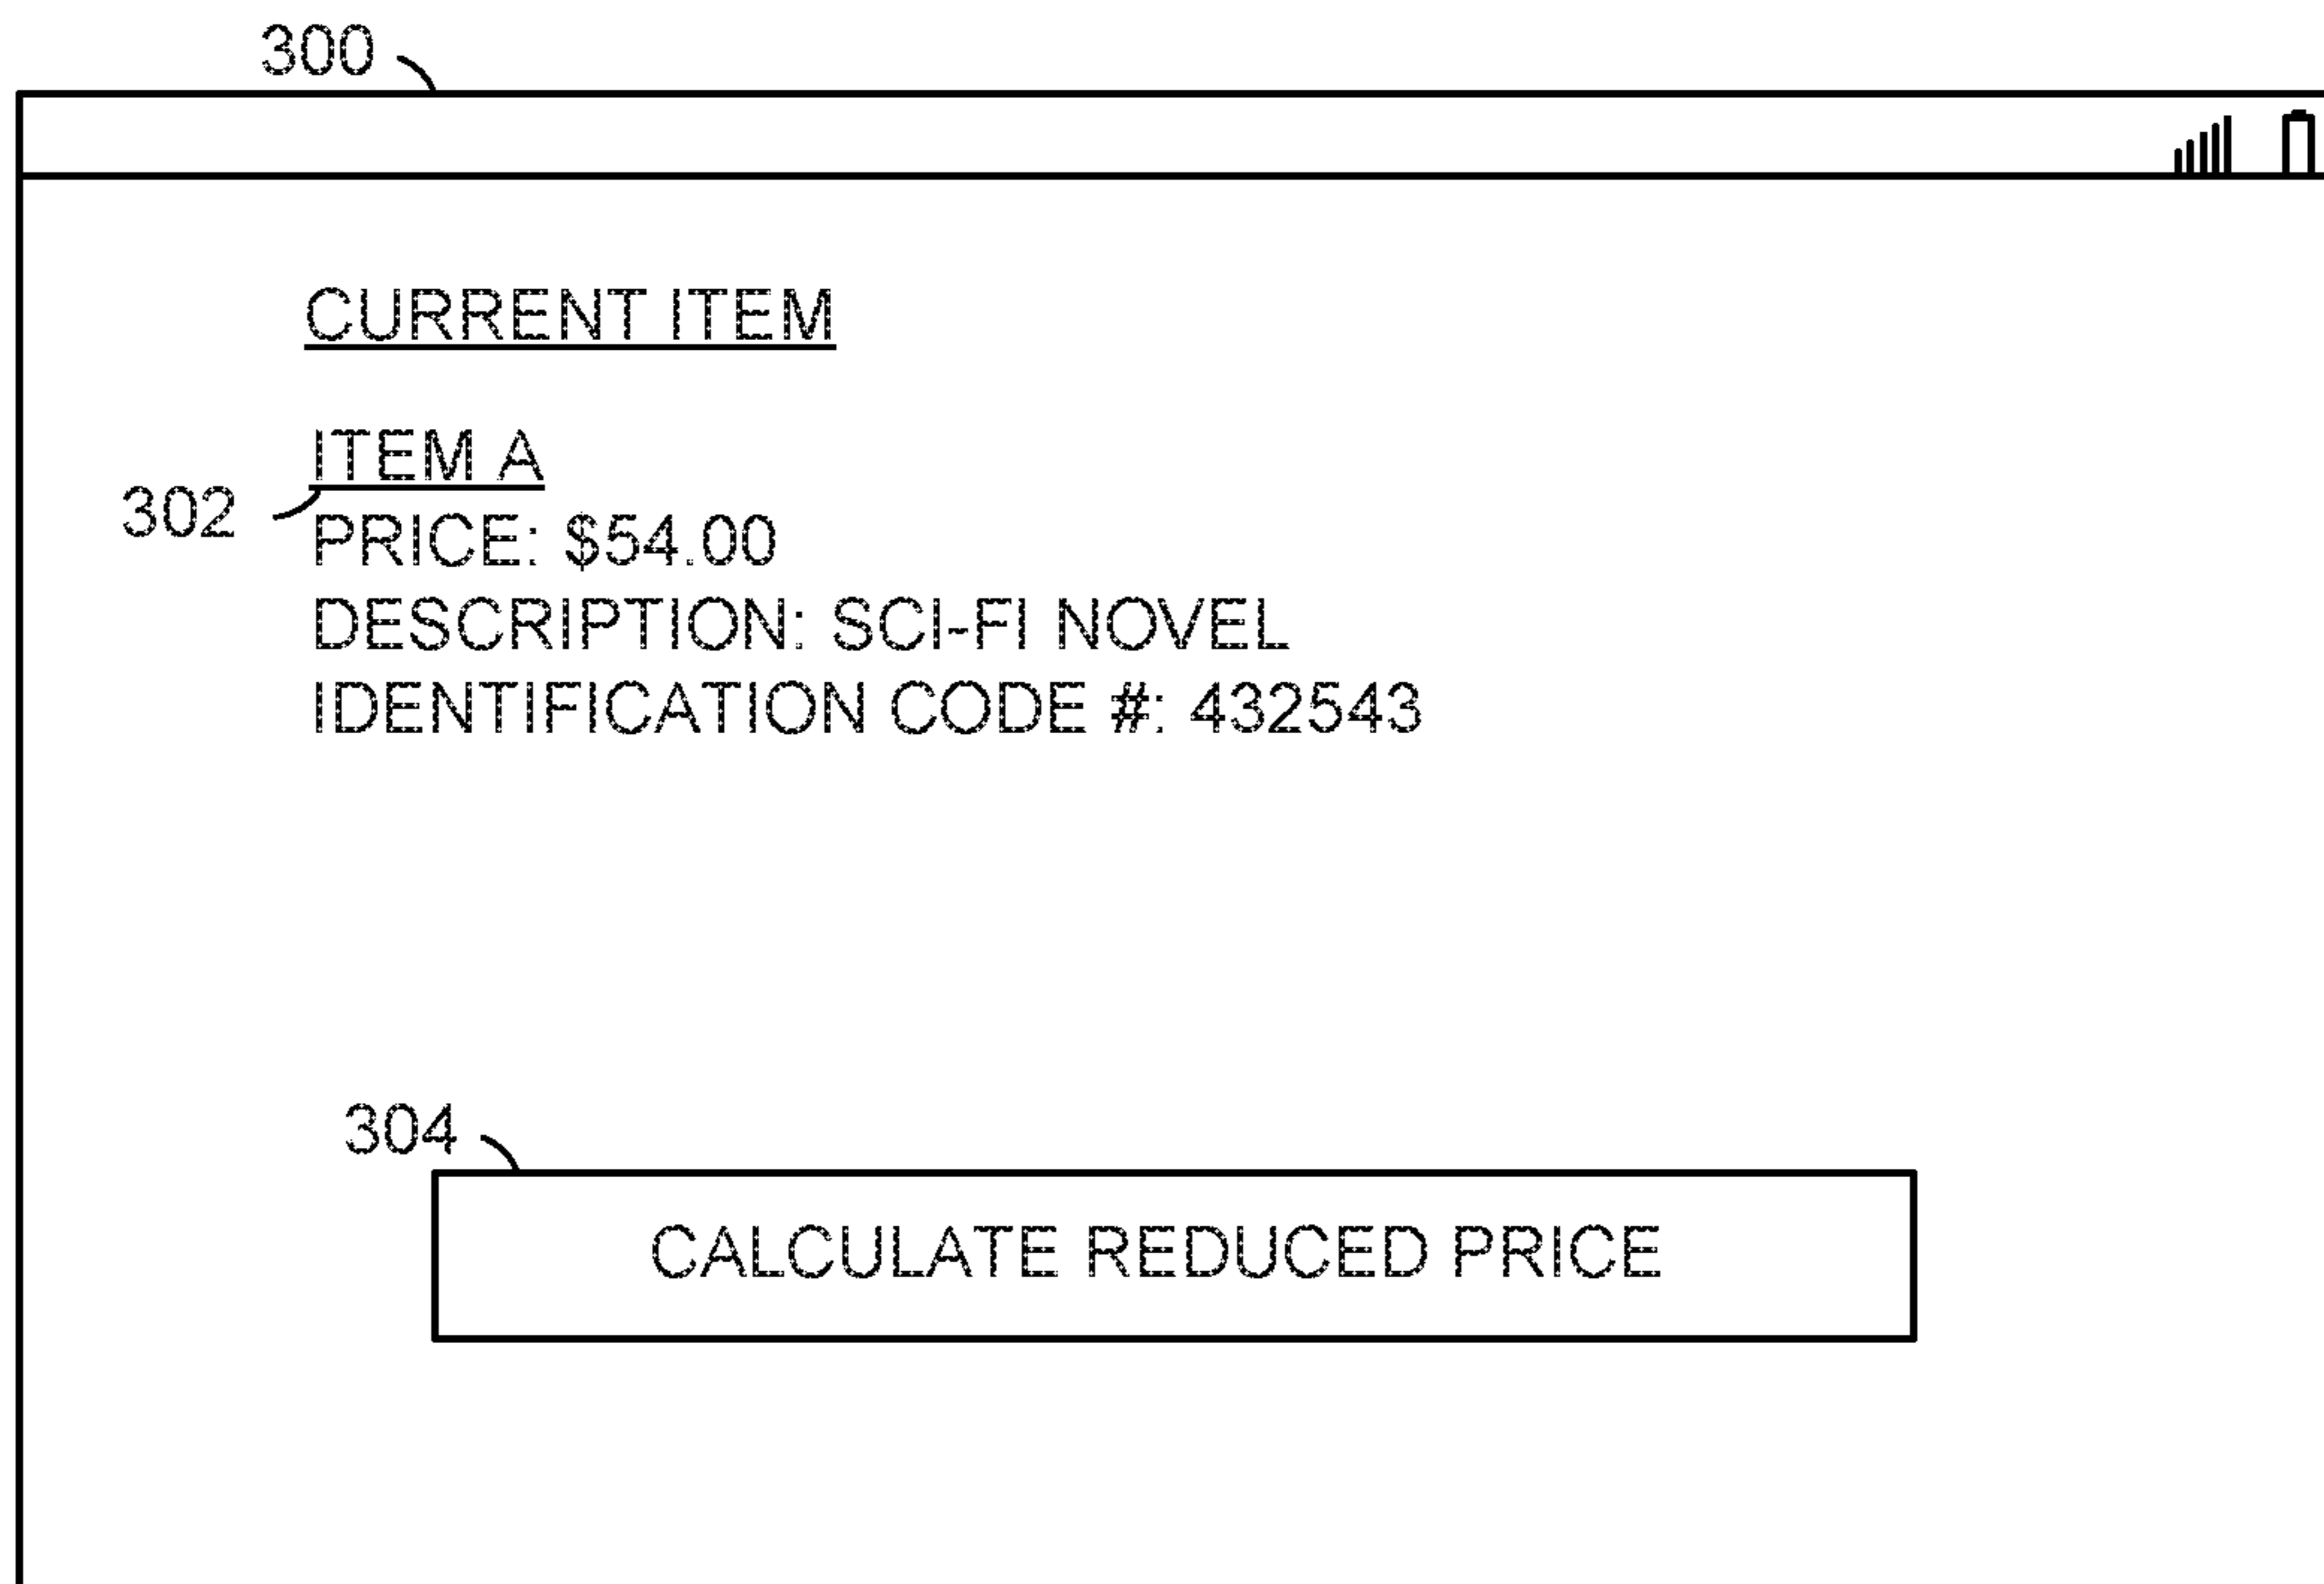 300
CURRENT ITEM
ITEM A
302
PRICE: $54.00
DESCRIPTION: SCI-FI NOVEL
IDENTIFICATION CODE #: 432543
304
CALCULATE REDUCED PRICE